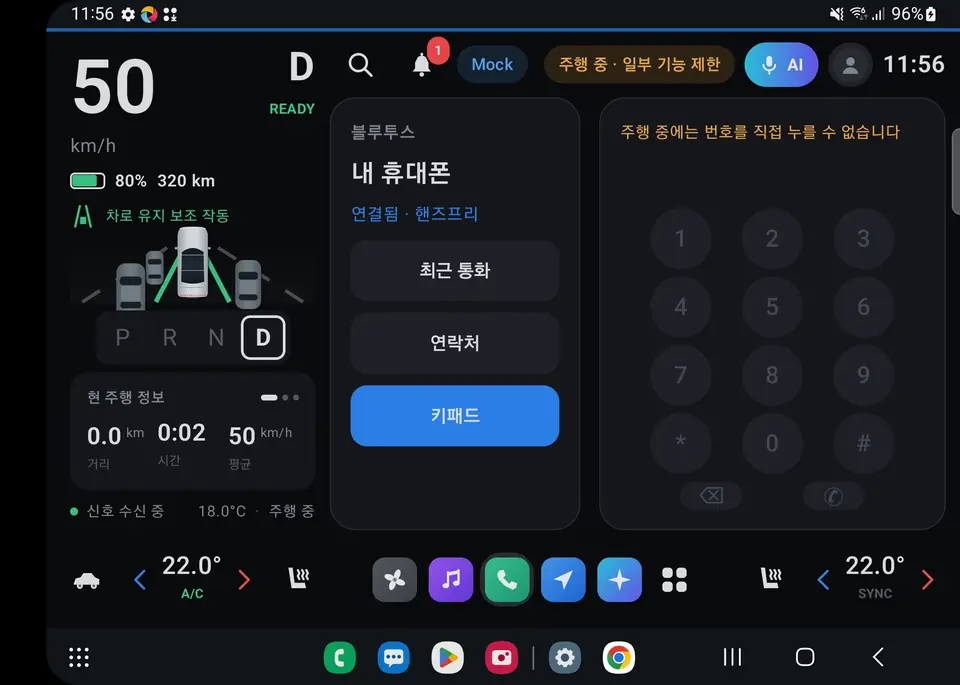 11:56
96%
50
D
1
Mock
주행 중 · 일부 기능 제한
AI
11:56
READY
km/h
80% 320 km
차로 유지 보조 작동
P R N D
현 주행 정보
0.0 km 0:02 50 km/h
거리 시간 평균
신호 수신 중 18.0°C · 주행 중
블루투스
내 휴대폰
연결됨 · 핸즈프리
최근 통화
연락처
키패드
주행 중에는 번호를 직접 누를 수 없습니다
1 2 3
4 5 6
7 8 9
* 0 #
22.0°
A/C
22.0°
SYNC